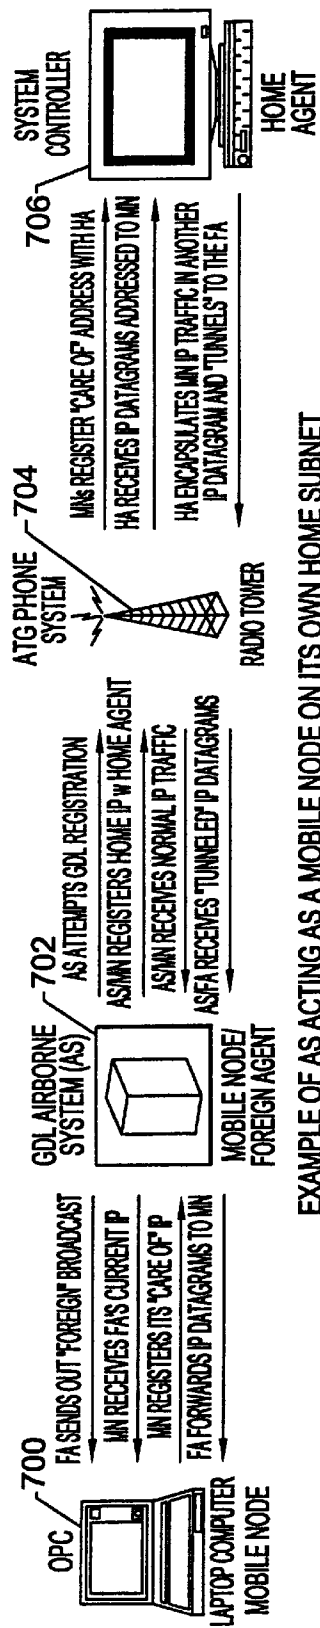 OPC
700
LAPTOP COMPUTER
MOBILE NODE
FA SENDS OUT "FOREIGN" BROADCAST
MN RECEIVES FA'S CURRENT IP
MN REGISTERS ITS "CARE OF" IP
FA FORWARDS IP DATAGRAMS TO MN
GDL AIRBORNE
SYSTEM (AS)
702
MOBILE NODE/
FOREIGN AGENT
AS ATTEMPTS GDL REGISTRATION
AS/MN REGISTERS HOME IP w HOME AGENT
AS/MN RECEIVES NORMAL IP TRAFFIC
AS/FA RECEIVES "TUNNELED" IP DATAGRAMS
ATG PHONE
SYSTEM
704
RADIO TOWER
MNs REGISTER "CARE OF" ADDRESS WITH HA
HA RECEIVES IP DATAGRAMS ADDRESSED TO MN
HA ENCAPSULATES MN IP TRAFFIC IN ANOTHER
IP DATAGRAM AND "TUNNELS" TO THE FA
706
SYSTEM
CONTROLLER
HOME
AGENT
EXAMPLE OF AS ACTING AS A MOBILE NODE ON ITS OWN HOME SUBNET